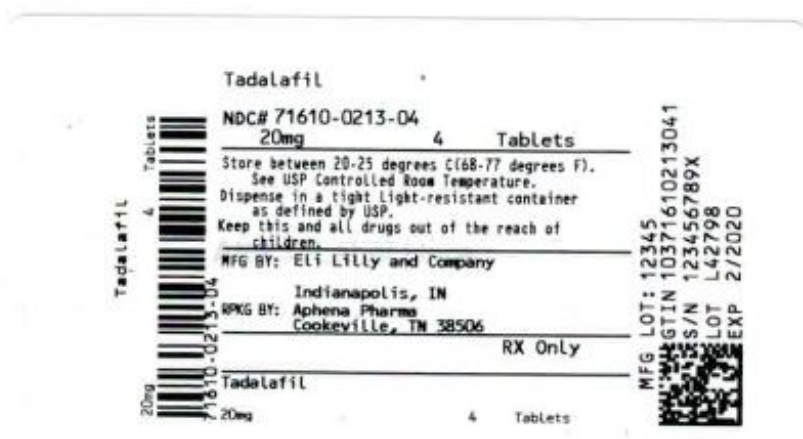 Tadalafil
NDC# 71610-0213-04
20mg 4 Tablets
Store between 20-25 degrees C(68-77 degrees F).
See USP Controlled Room Temperature.
Dispense in a tight light-resistant container
as defined by USP.
Keep this and all drugs out of the reach of
children.
MFG BY: Eli Lilly and Company
Indianapolis, IN
RPKG BY: Aphena Pharma
Cookeville, TN 38506
RX Only
Tadalafil
20mg 4 Tablets
Tadalafil
20mg 4 Tablets
71610-0213-04
MFG LOT: 12345
GTIN 10371610213041
S/N 123456789X
LOT L42798
EXP 2/2020